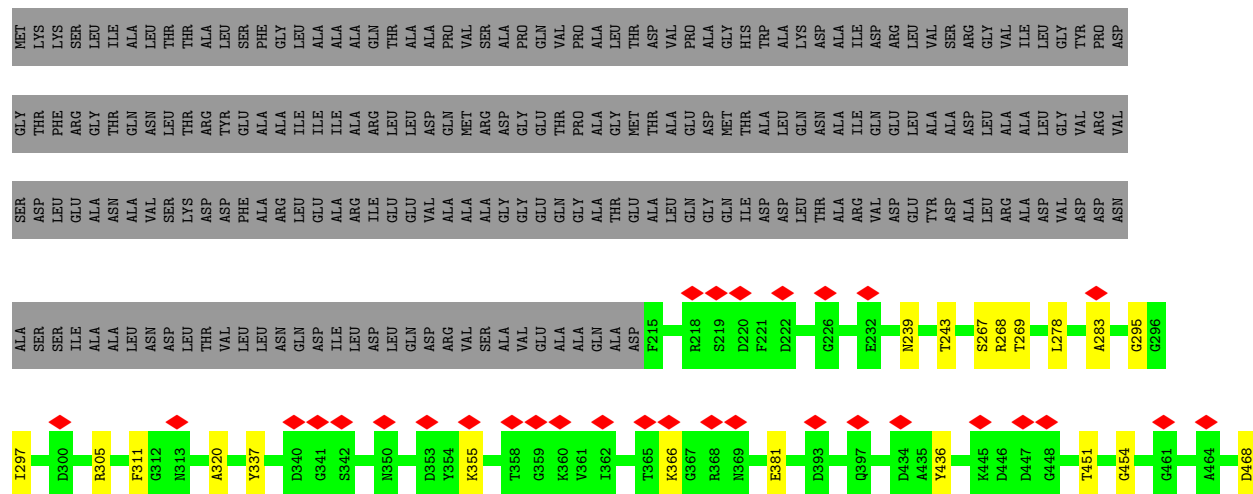 MET LYS LYS SER LEU ILE ALA LEU THR THR ALA LEU SER PHE GLY LEU ALA ALA ALA GLN THR ALA ALA PRO VAL SER ALA PRO GLN VAL PRO ALA LEU THR ASP VAL PRO ALA GLY HIS TRP ALA LYS ASP ALA ILE ASP ARG LEU VAL SER ARG GLY VAL ILE LEU GLY TYR PRO ASP
GLY THR PHE ARG GLY THR GLN ASN LEU THR ARG TYR GLU ALA ALA ILE ILE ILE ALA ARG LEU LEU ASP GLN MET ARG ASP GLY GLU THR PRO ALA GLY MET THR ALA GLU ASP MET THR ALA LEU GLN ASN ALA ILE GLN GLU LEU ALA ALA ASP LEU ALA ALA LEU GLY VAL ARG VAL
SER ASP LEU GLU ALA ASN ALA VAL SER LYS ASP ASP PHE ALA ARG LEU GLU ALA ARG ILE GLU GLU VAL ALA ALA ALA GLY GLY GLU GLN GLY ALA THR GLU ALA LEU GLN GLY GLN ILE ASP ASP LEU THR ALA ARG VAL ASP GLU TYR ASP ALA LEU ARG ALA ASP VAL ASP ASP ASN
ALA SER SER ILE ALA ALA LEU ASN ASP LEU THR VAL LEU LEU ASN GLN ASP ILE LEU ASP LEU GLN ASP ARG VAL SER ALA VAL GLU ALA ALA GLN ALA ASP F215 R218 S219 D220 F221 D222 G226 E232 N239 T243 S267 R268 T269 L278 A283 G295 G296
I297 D300 R305 F311 G312 N313 A320 Y337 D340 G341 S342 N350 D353 Y354 K355 T358 G359 K360 V361 I362 T365 K366 G367 R368 N369 E381 D393 Q397 D434 A435 Y436 K445 D446 D447 G448 T451 G454 G461 A464 D468